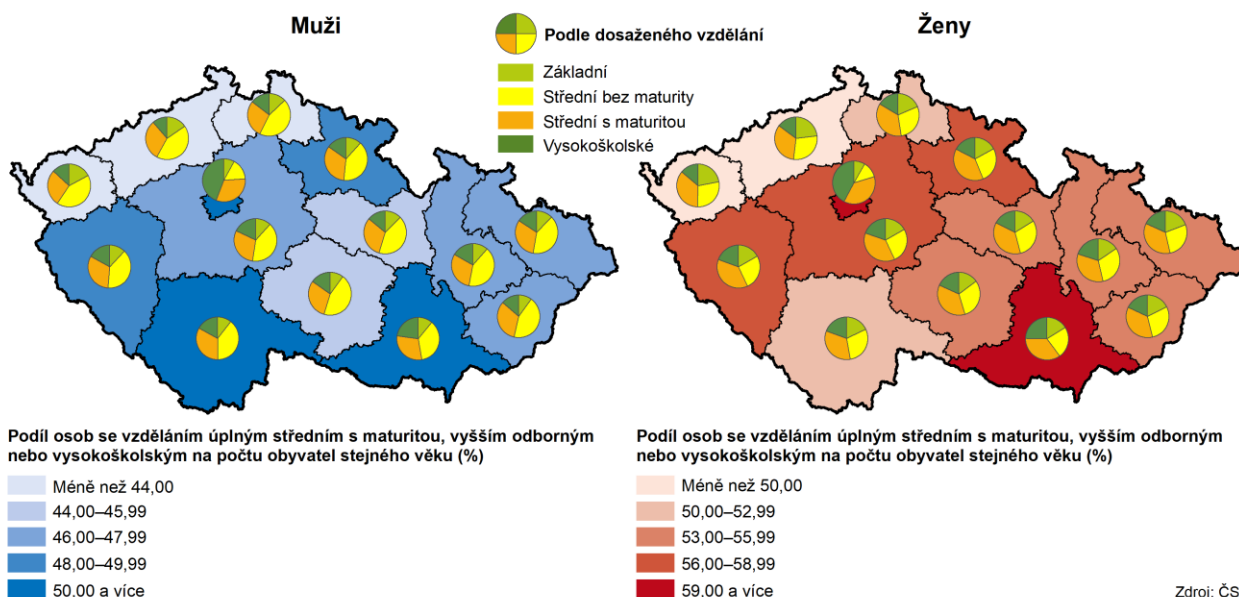 Muži
Podle dosaženého vzdělání
Základní
Střední bez maturity
Střední s maturitou
Vysokoškolské
Ženy
Podíl osob se vzděláním úplným středním s maturitou, vyšším odborným
nebo vysokoškolským na počtu obyvatel stejného věku (%)
Méně než 44,00
44,00–45,99
46,00–47,99
48,00–49,99
50,00 a více
Podíl osob se vzděláním úplným středním s maturitou, vyšším odborným
nebo vysokoškolským na počtu obyvatel stejného věku (%)
Méně než 50,00
50,00–52,99
53,00–55,99
56,00–58,99
59,00 a více
Zdroj: ČS